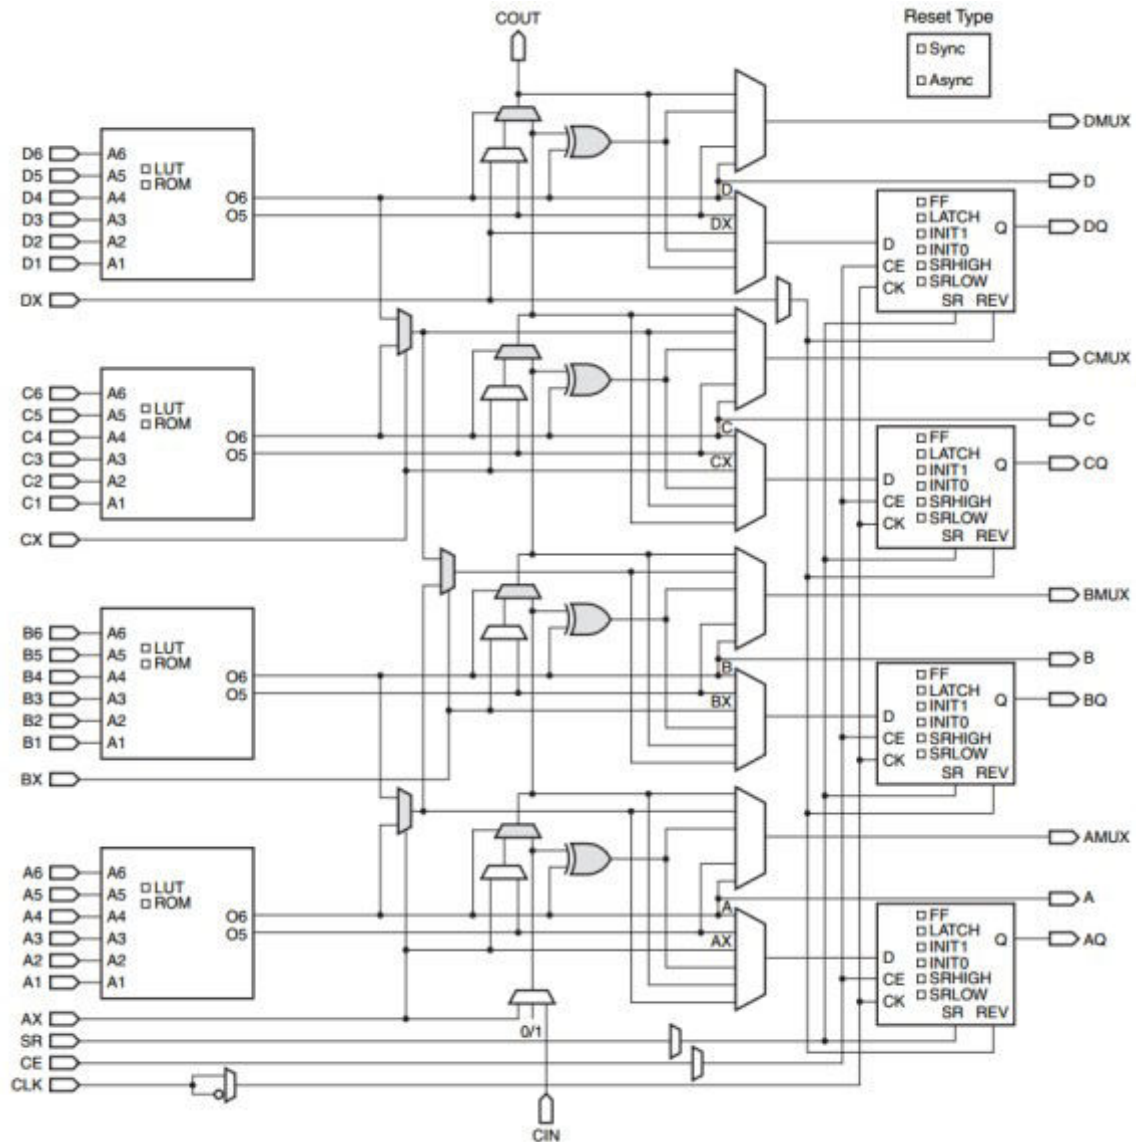 COUT
Reset Type
Sync
Async
DMUX
D6 A6
D5 A5 LUT
D4 A4 ROM O6 D D
D3 A3 O5
D2 A2 DX
D1 A1
DX
FF
LATCH
INIT1 Q DQ
D INIT0
CE SRHIGH
CK SRLOW
SR REV
CMUX
C6 A6
C5 A5 LUT
C4 A4 ROM O6 C C
C3 A3 O5
C2 A2 CX
C1 A1
CX
FF
LATCH
INIT1 Q CQ
D INIT0
CE SRHIGH
CK SRLOW
SR REV
BMUX
B6 A6
B5 A5 LUT
B4 A4 ROM O6 B B
B3 A3 O5
B2 A2 BX
B1 A1
BX
FF
LATCH
INIT1 Q BQ
D INIT0
CE SRHIGH
CK SRLOW
SR REV
AMUX
A6 A6
A5 A5 LUT
A4 A4 ROM O6 A A
A3 A3 O5
A2 A2 AX
A1 A1
FF
LATCH
INIT1 Q AQ
D INIT0
CE SRHIGH
CK SRLOW
SR REV
AX
0/1
SR
CE
CLK
CIN